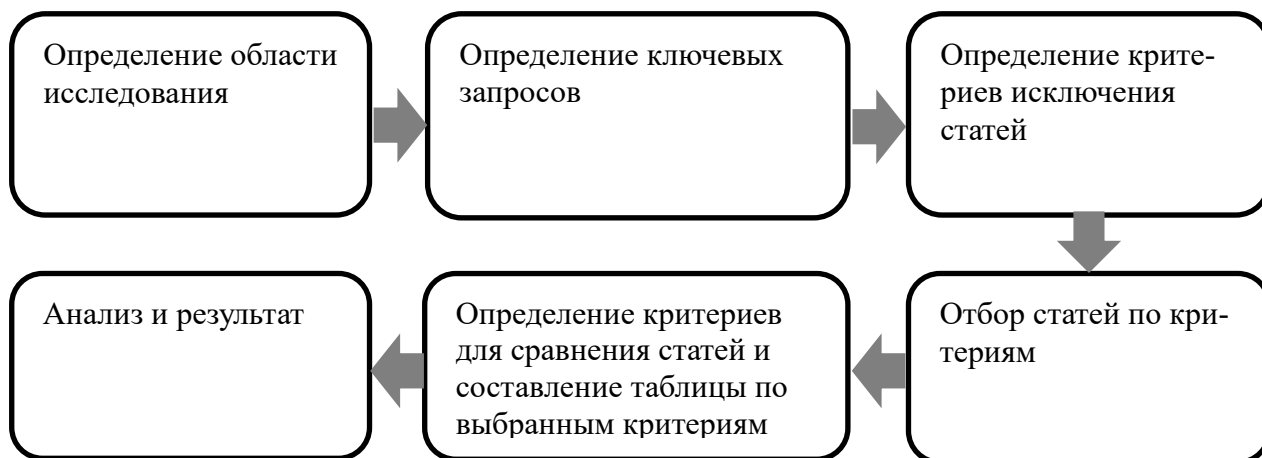 Определение области
исследования
Определение ключевых
запросов
Определение крите-
риев исключения
статей
Анализ и результат
Определение критериев
для сравнения статей и
составление таблицы по
выбранным критериям
Отбор статей по кри-
териям